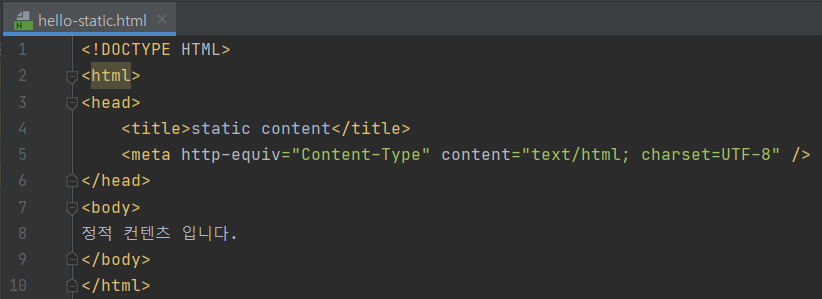 hello-static.html
1 <!DOCTYPE HTML>
2 <html>
3 <head>
4     <title>static content</title>
5     <meta http-equiv="Content-Type" content="text/html; charset=UTF-8" />
6 </head>
7 <body>
8 정적 컨텐츠 입니다.
9 </body>
10 </html>